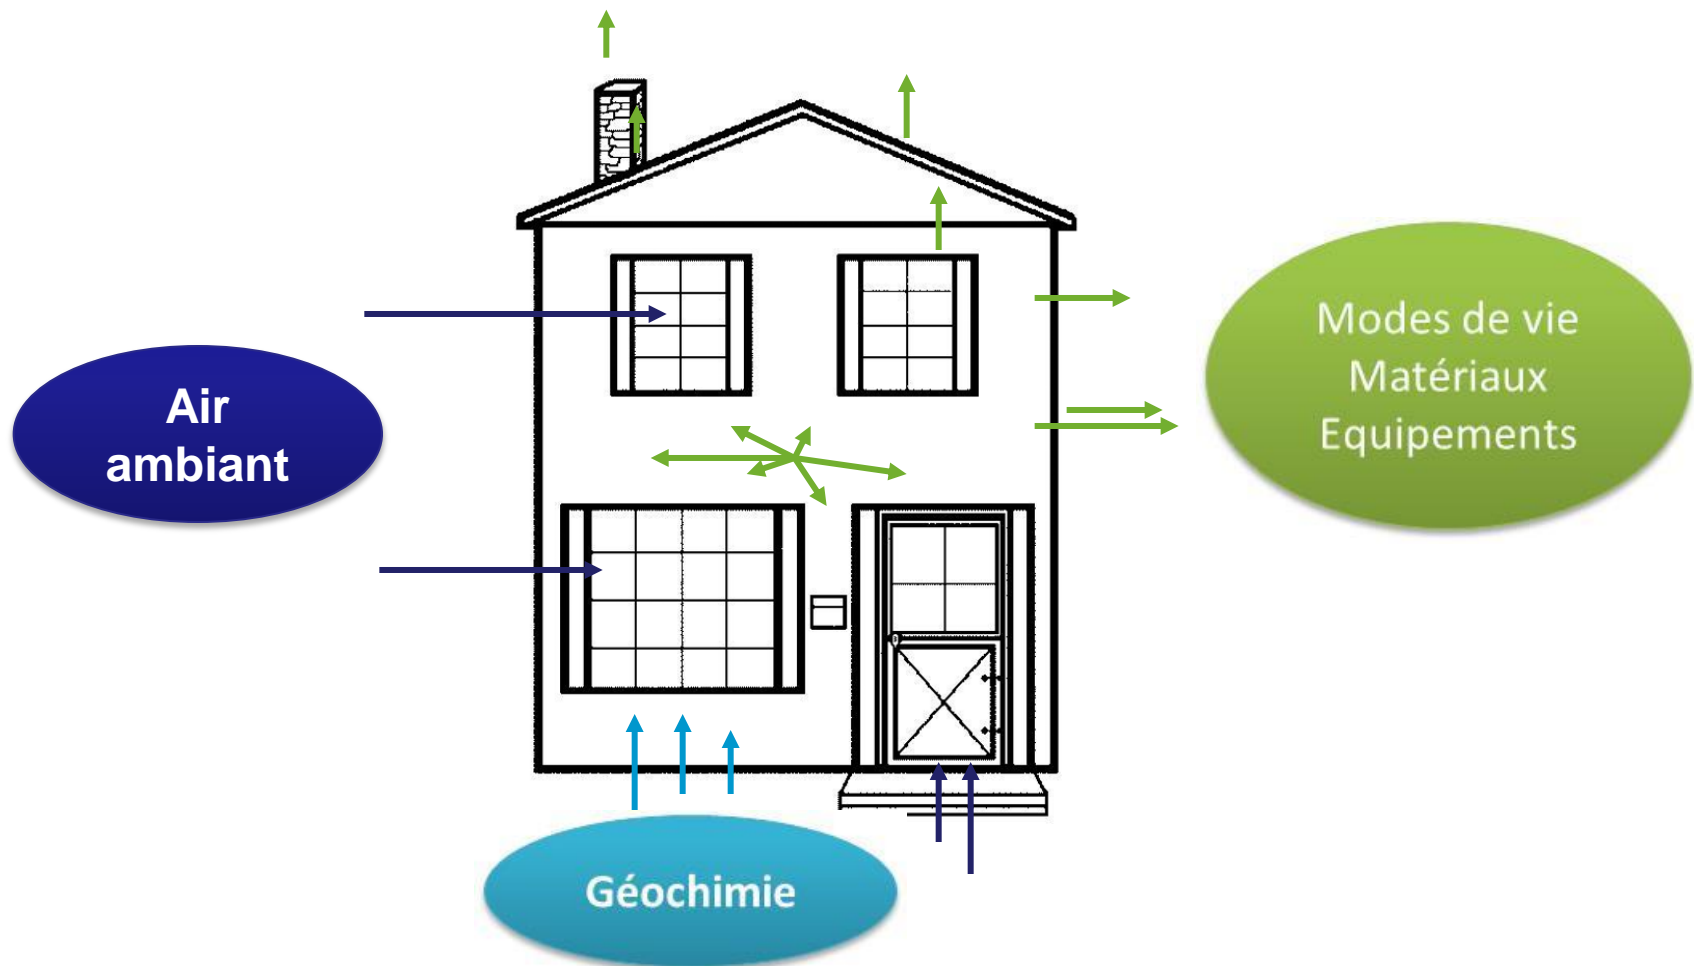 Air
ambiant
Modes de vie
Matériaux
Equipements
Géochimie